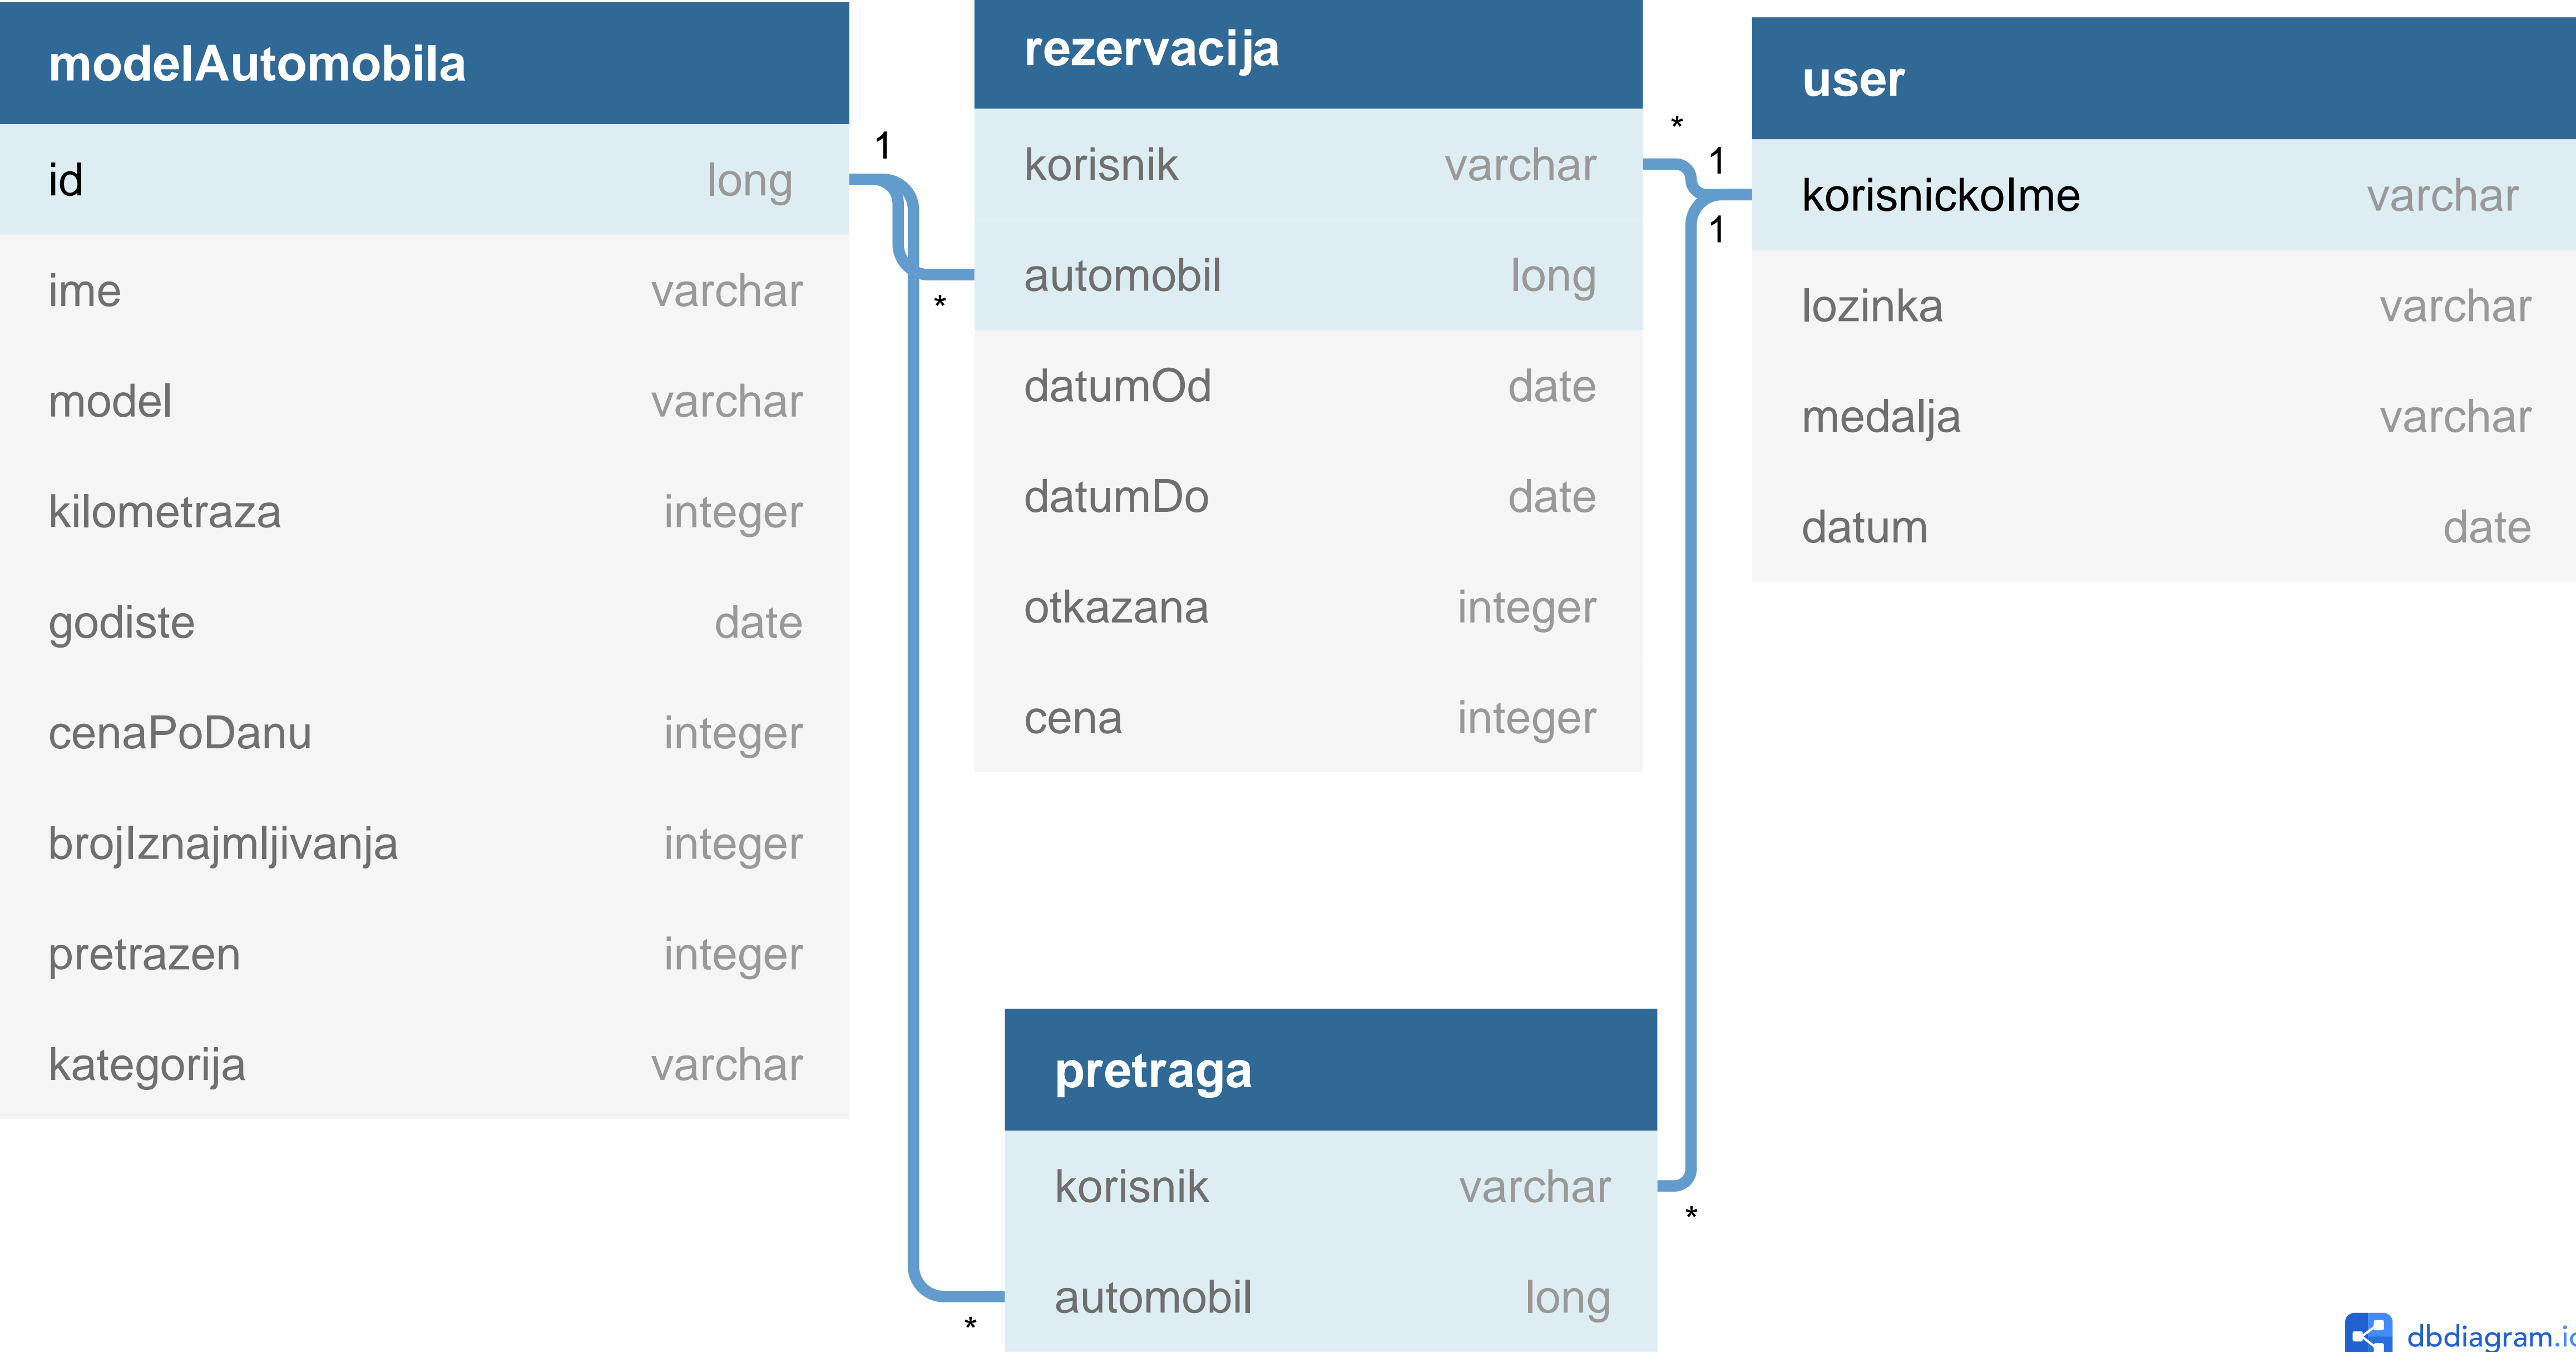 modelAutomobila
id long
ime varchar
model varchar
kilometraza integer
godiste date
cenaPoDanu integer
brojIznajmljivanja integer
pretrazen integer
kategorija varchar
1
*
*
rezervacija
korisnik varchar
automobil long
datumOd date
datumDo date
otkazana integer
cena integer
*
1
1
*
user
korisnickoIme varchar
lozinka varchar
medalja varchar
datum date
pretraga
korisnik varchar
automobil long
dbdiagram.io